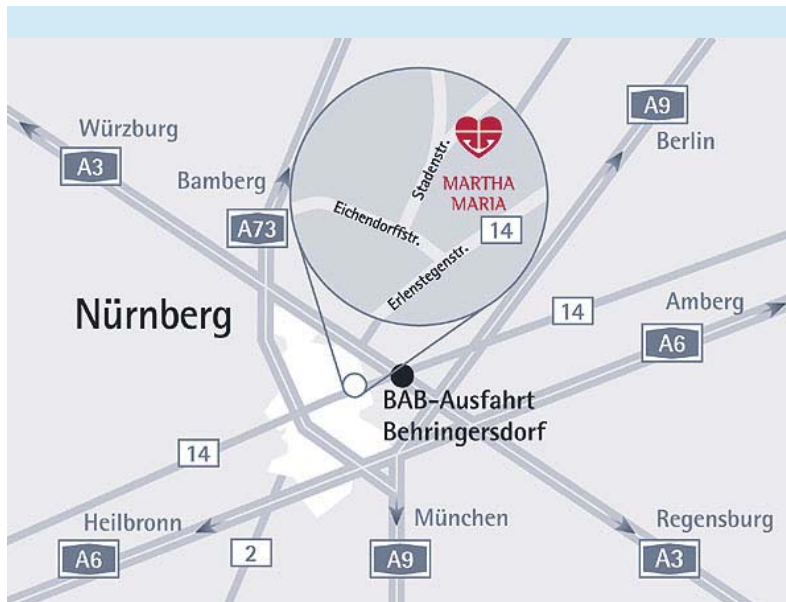 Würzburg
A3
Bamberg
A73
Stadenstr.
MARTHA
MARIA
Eichendorffstr.
14
Erlenstegenstr.
A9
Berlin
Nürnberg
14
Amberg
A6
BAB-Ausfahrt
Behringersdorf
14
Heilbronn
A6
2
München
A9
Regensburg
A3